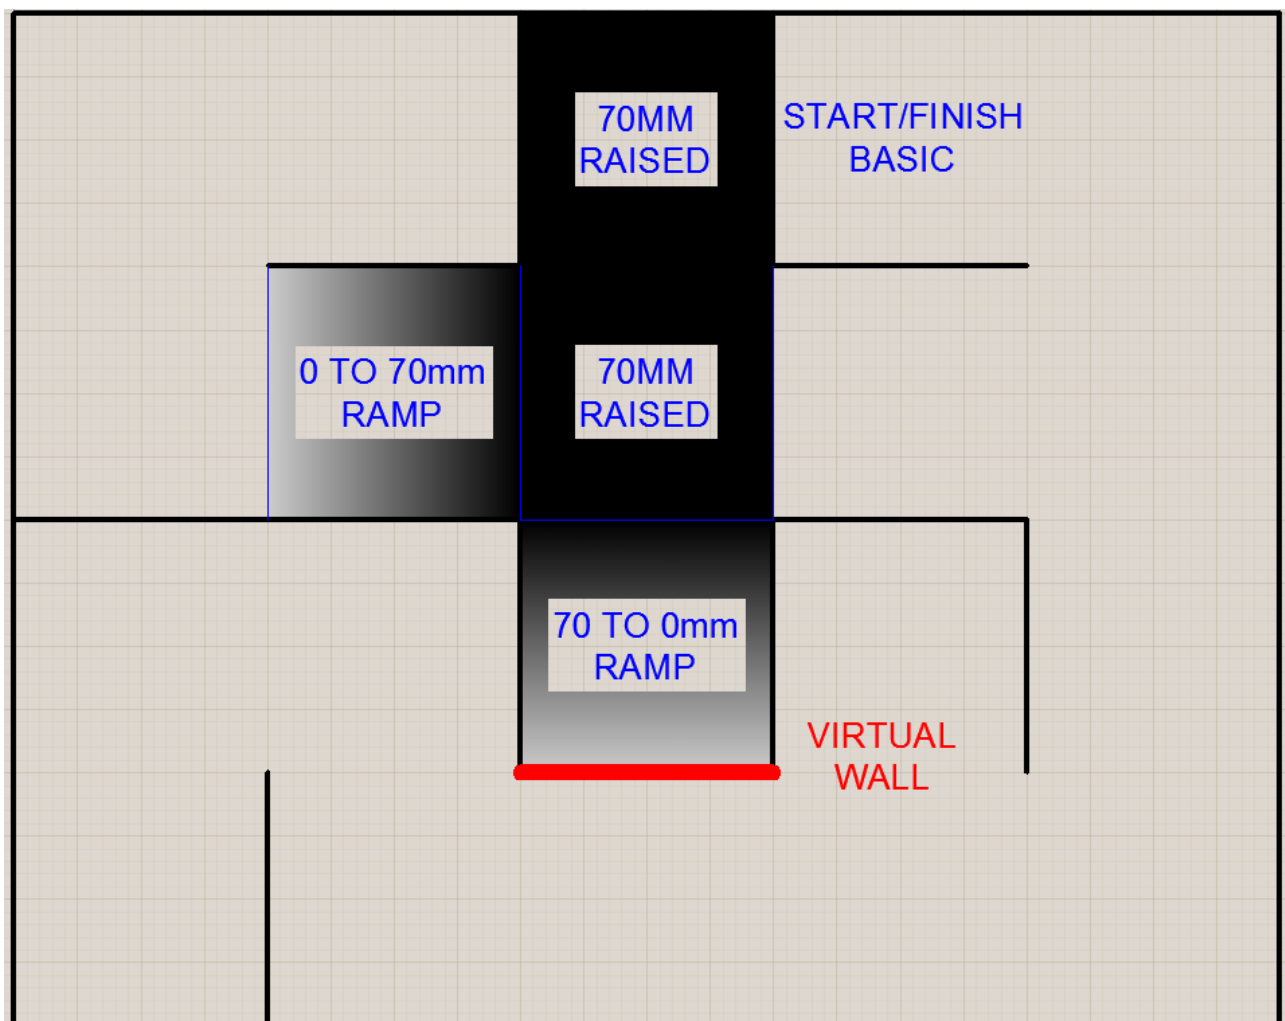 70MM
RAISED
START/FINISH
BASIC
0 TO 70mm
RAMP
70MM
RAISED
70 TO 0mm
RAMP
VIRTUAL
WALL